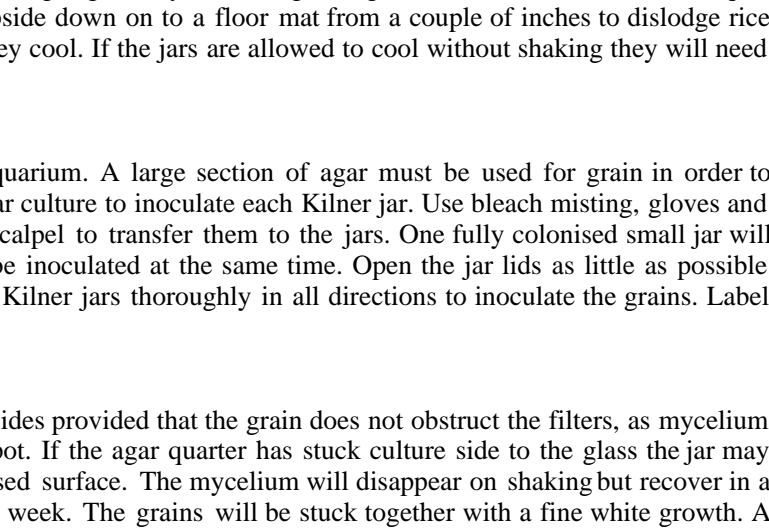 side down on to a floor mat from a couple of inches to dislodge rice
ey cool. If the jars are allowed to cool without shaking they will need
quarium. A large section of agar must be used for grain in order to
ar culture to inoculate each Kilner jar. Use bleach misting, gloves and
calpel to transfer them to the jars. One fully colonised small jar will
be inoculated at the same time. Open the jar lids as little as possible
Kilner jars thoroughly in all directions to inoculate the grains. Label
ides provided that the grain does not obstruct the filters, as mycelium
ot. If the agar quarter has stuck culture side to the glass the jar may
sed surface. The mycelium will disappear on shaking but recover in a
week. The grains will be stuck together with a fine white growth. A